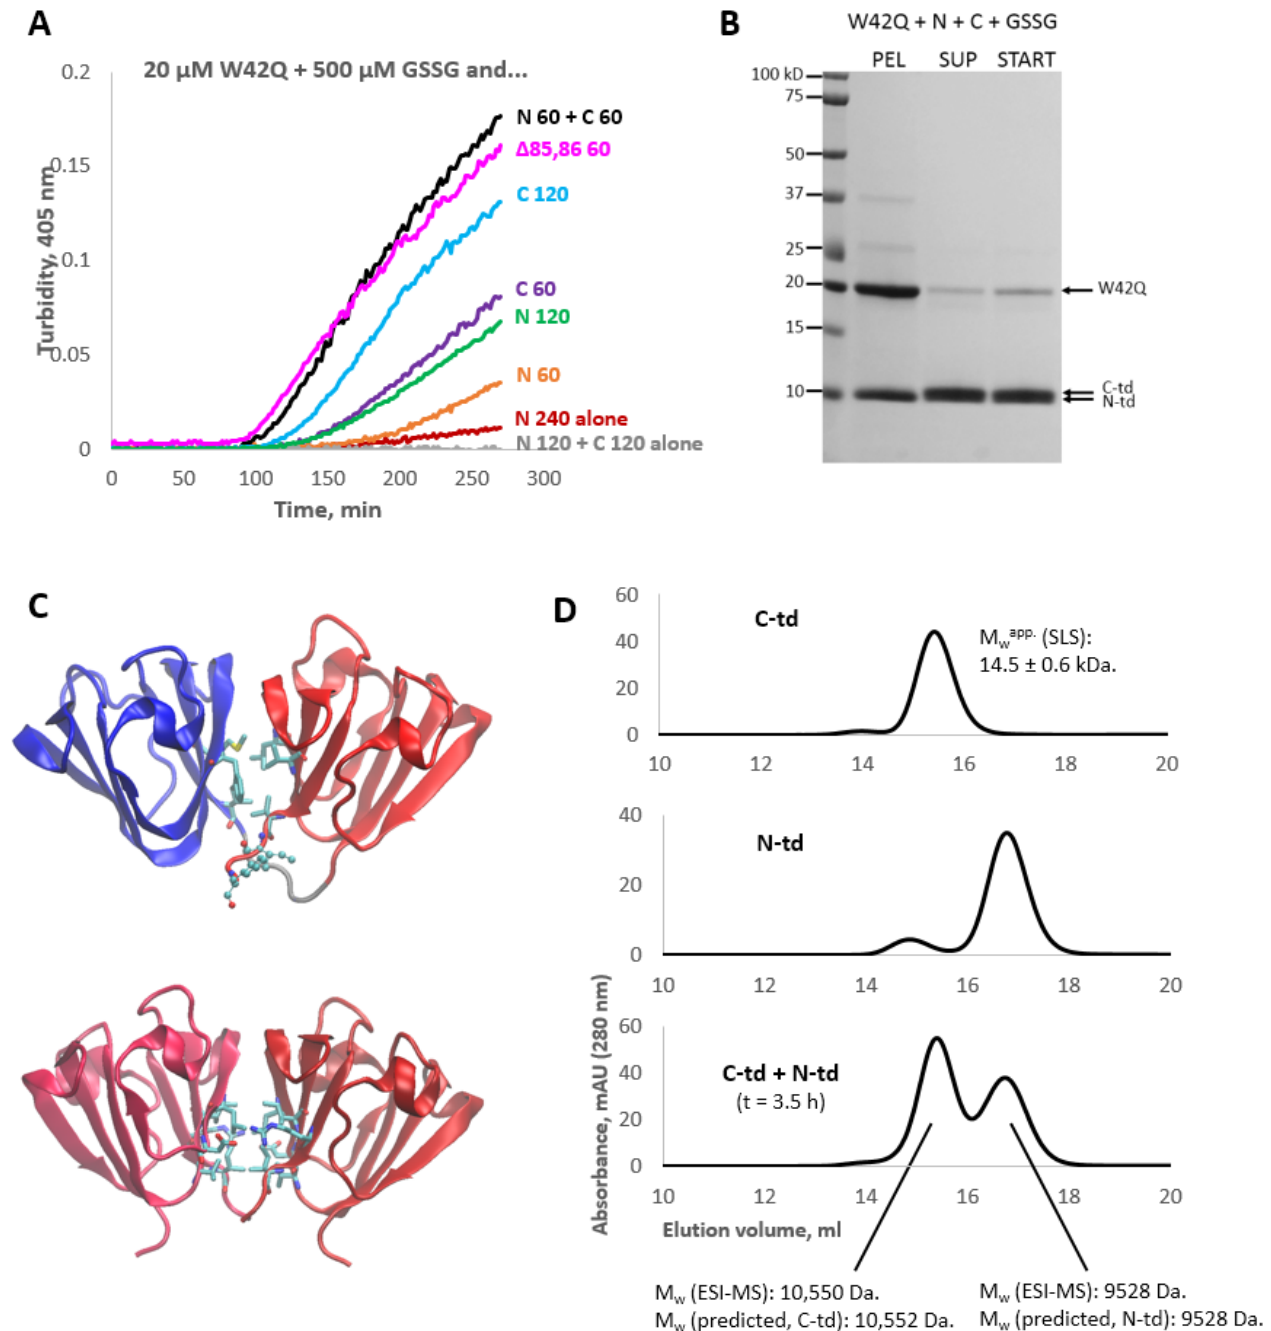 A
20 µM W42Q + 500 µM GSSG and...
0.2
0.15
0.1
0.05
0
Turbidity, 405 nm
N 60 + C 60
Δ85,86 60
C 120
C 60
N 120
N 60
N 240 alone
N 120 + C 120 alone
0 50 100 150 200 250 300
Time, min
B
W42Q + N + C + GSSG
PEL SUP START
100 kD
75
50
37
25
20
15
10
W42Q
C-td
N-td
C
D
60
40
20
0
C-td
Mw^app. (SLS):
14.5 ± 0.6 kDa.
10 12 14 16 18 20
40
20
0
N-td
10 12 14 16 18 20
60
40
20
0
C-td + N-td
(t = 3.5 h)
10 12 14 16 18 20
Absorbance, mAU (280 nm)
Elution volume, ml
Mw (ESI-MS): 10,550 Da.
Mw (predicted, C-td): 10,552 Da.
Mw (ESI-MS): 9528 Da.
Mw (predicted, N-td): 9528 Da.